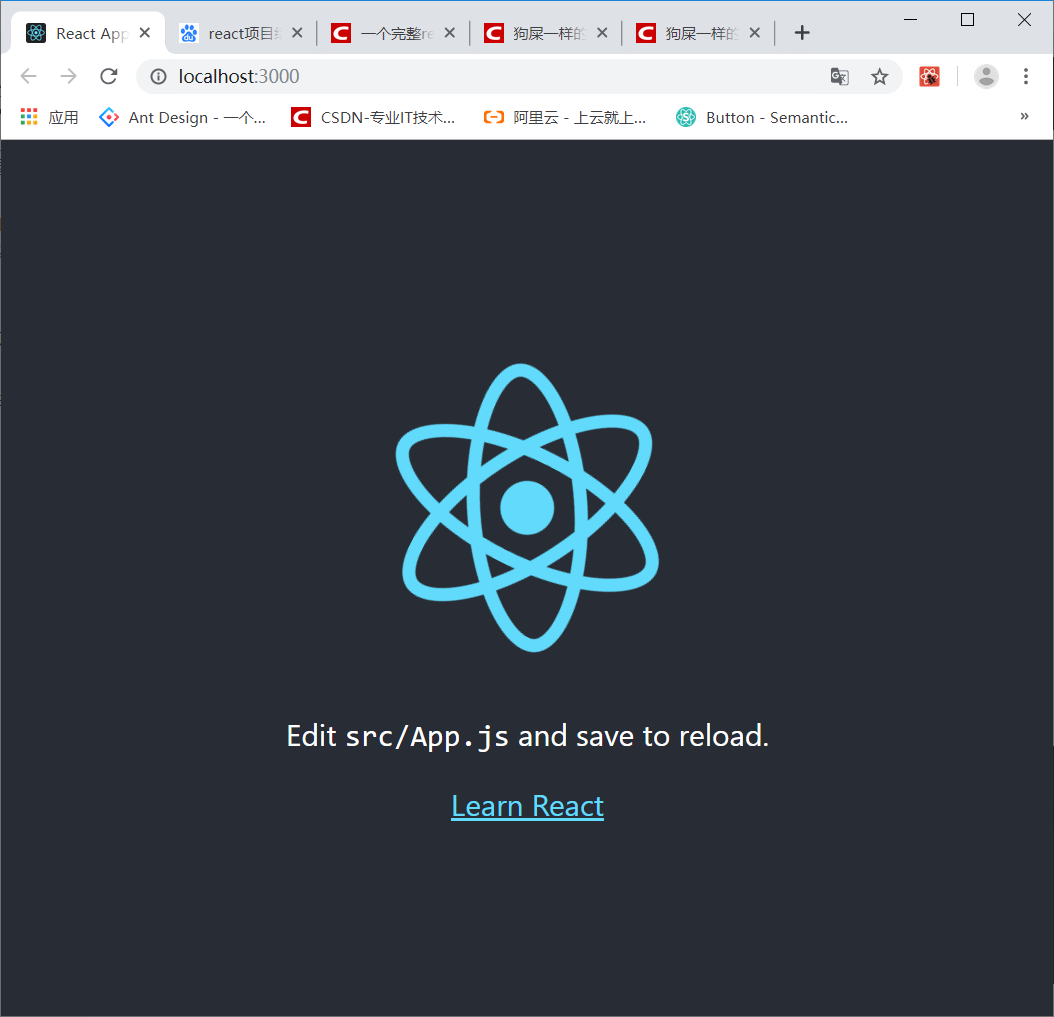 React App
react项目结
一个完整re
狗屎一样的
狗屎一样的
localhost:3000
应用
Ant Design - 一个...
CSDN-专业IT技术...
阿里云 - 上云就上...
Button - Semantic...
»
Edit src/App.js and save to reload.
Learn React